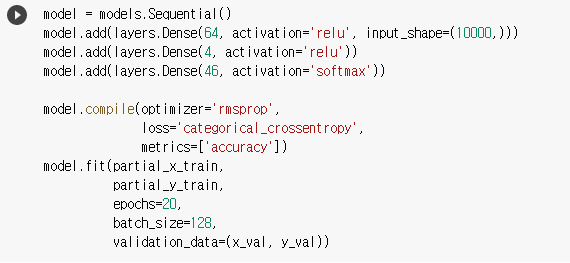 model = models.Sequential()
model.add(layers.Dense(64, activation='relu', input_shape=(10000,)))
model.add(layers.Dense(4, activation='relu'))
model.add(layers.Dense(46, activation='softmax'))

model.compile(optimizer='rmsprop',
              loss='categorical_crossentropy',
              metrics=['accuracy'])
model.fit(partial_x_train,
          partial_y_train,
          epochs=20,
          batch_size=128,
          validation_data=(x_val, y_val))